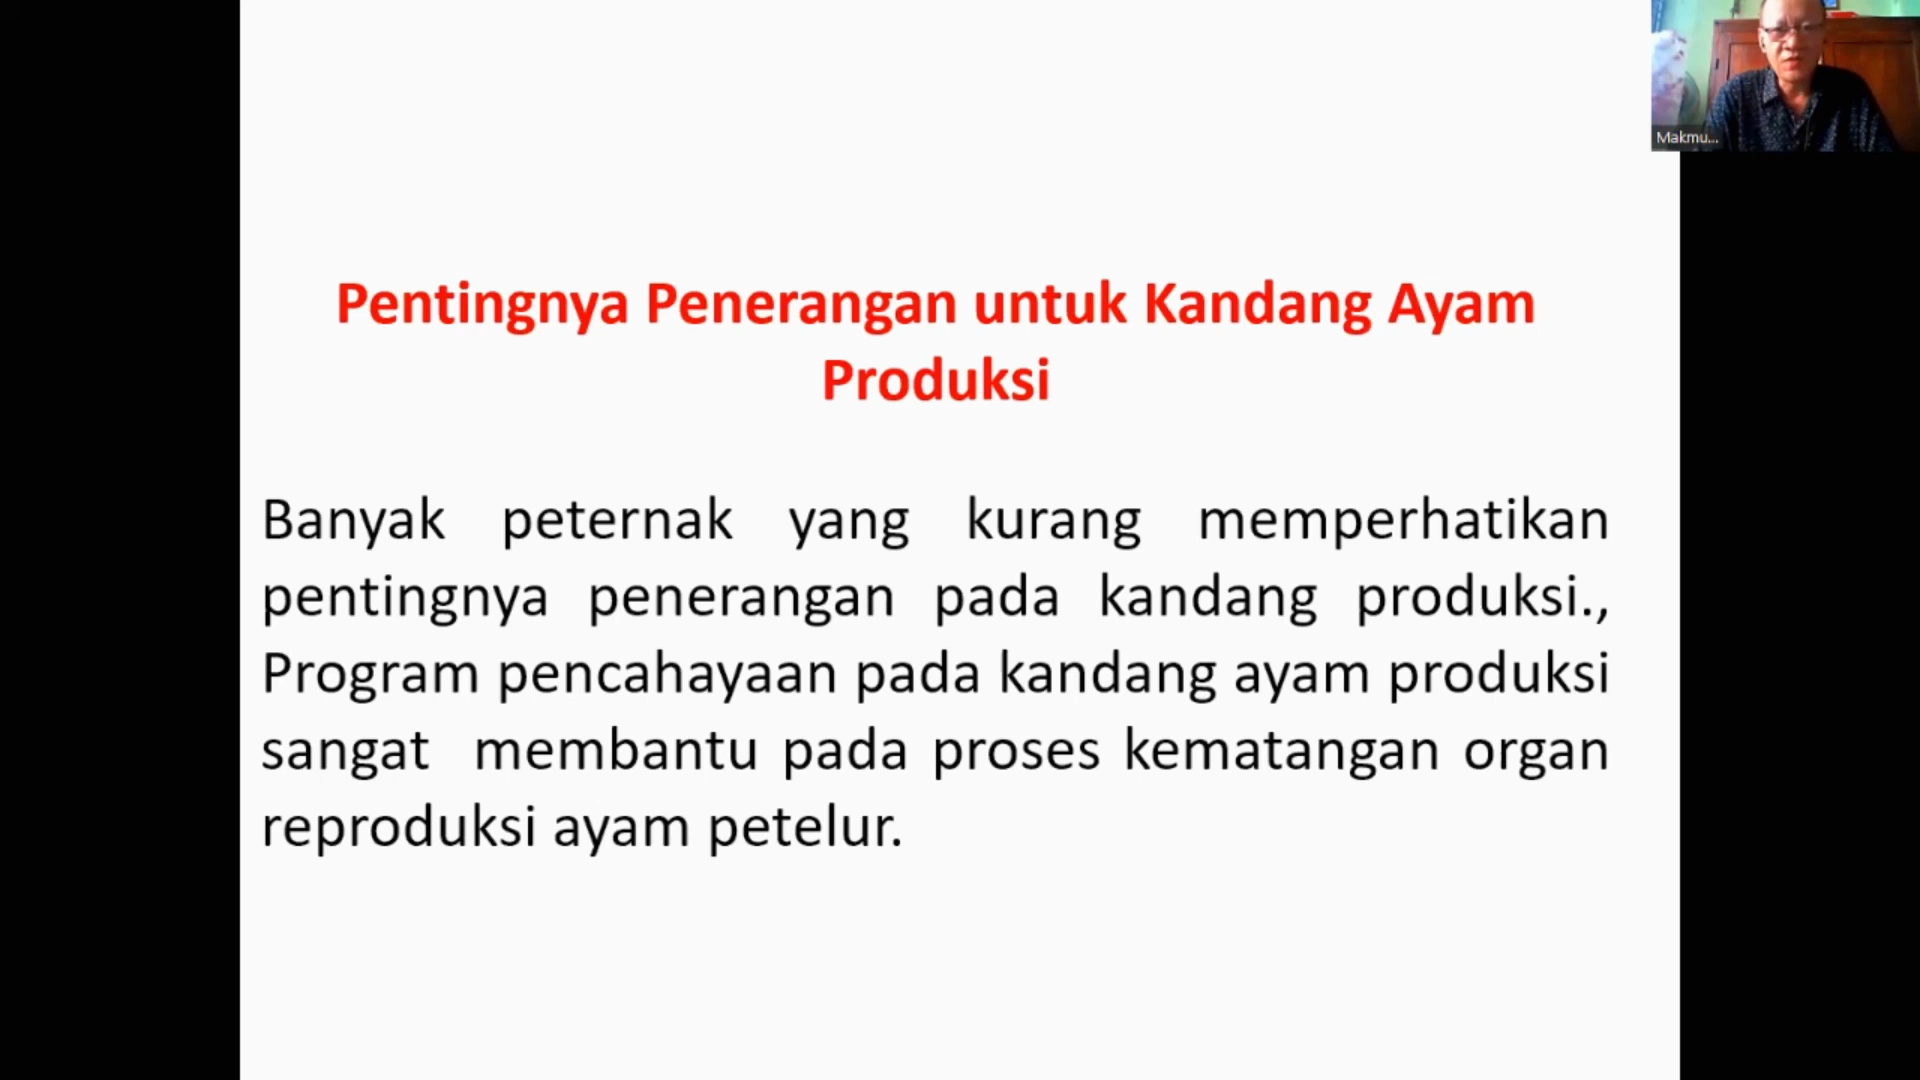 Makmu...
Pentingnya Penerangan untuk Kandang Ayam
Produksi
Banyak peternak yang kurang memperhatikan
pentingnya penerangan pada kandang produksi.,
Program pencahayaan pada kandang ayam produksi
sangat membantu pada proses kematangan organ
reproduksi ayam petelur.